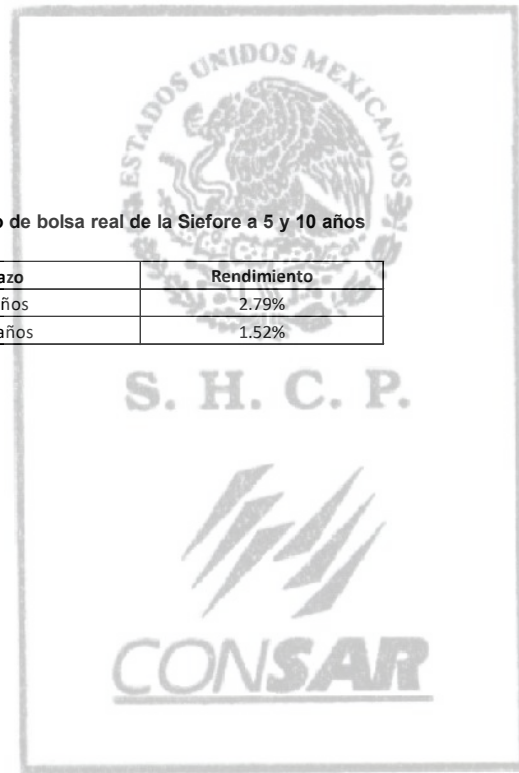 ESTADOS UNIDOS MEXICANOS
de bolsa real de la Siefore a 5 y 10 años
Rendimiento
2.79%
1.52%
S. H. C. P.
CONSAR